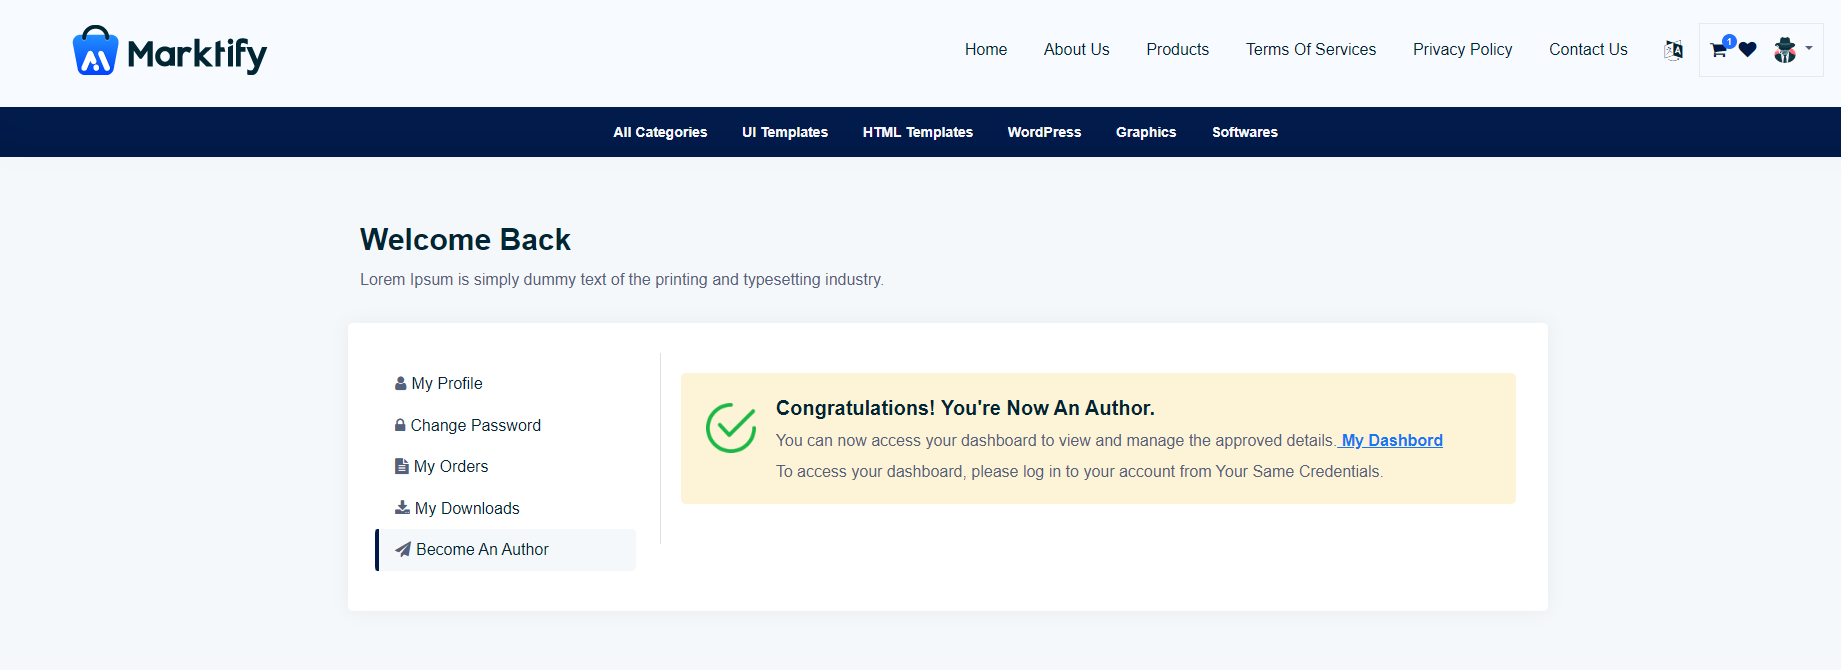 Marktify
Home About Us Products Terms Of Services Privacy Policy Contact Us 1
All Categories UI Templates HTML Templates WordPress Graphics Softwares
Welcome Back
Lorem Ipsum is simply dummy text of the printing and typesetting industry.
My Profile
Change Password
My Orders
My Downloads
Become An Author
Congratulations! You're Now An Author.
You can now access your dashboard to view and manage the approved details. My Dashbord
To access your dashboard, please log in to your account from Your Same Credentials.